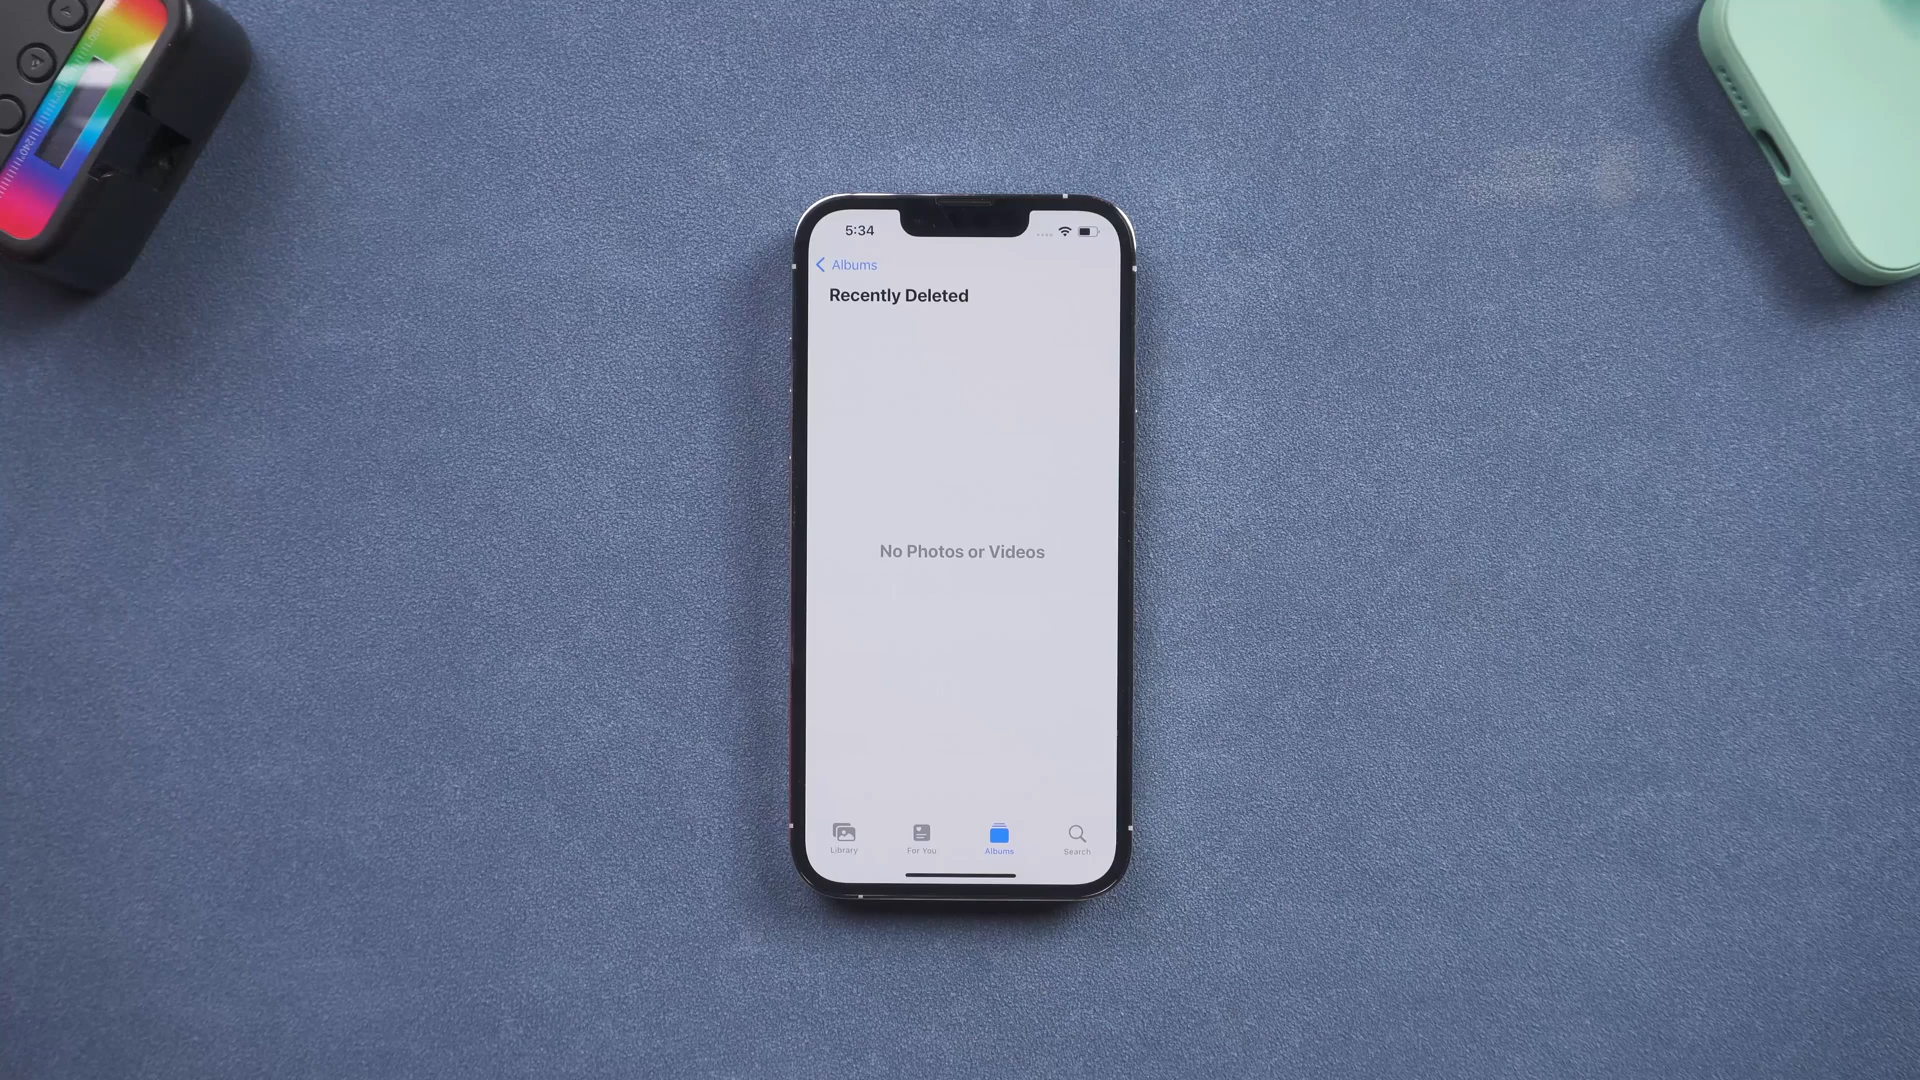 5:34
Albums
Recently Deleted
No Photos or Videos
Library
For You
Albums
Search